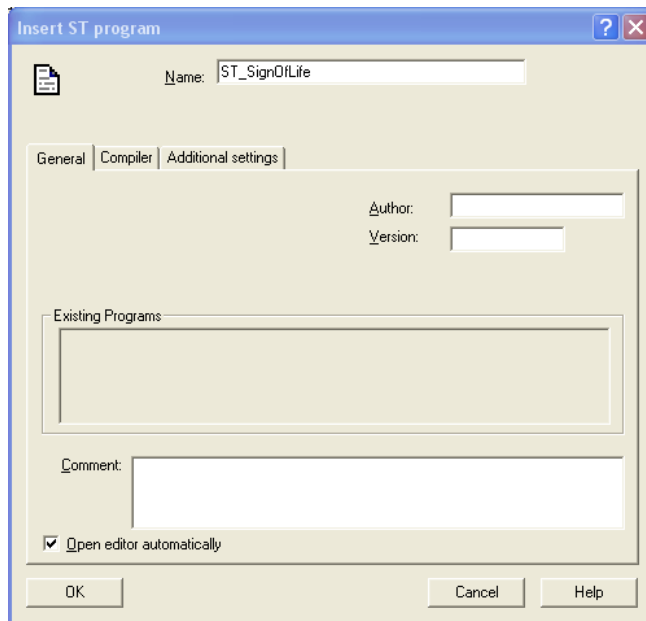 Insert ST program
Name: ST_SignOfLife
General Compiler Additional settings
Author:
Version:
Existing Programs
Comment:
Open editor automatically
OK Cancel Help